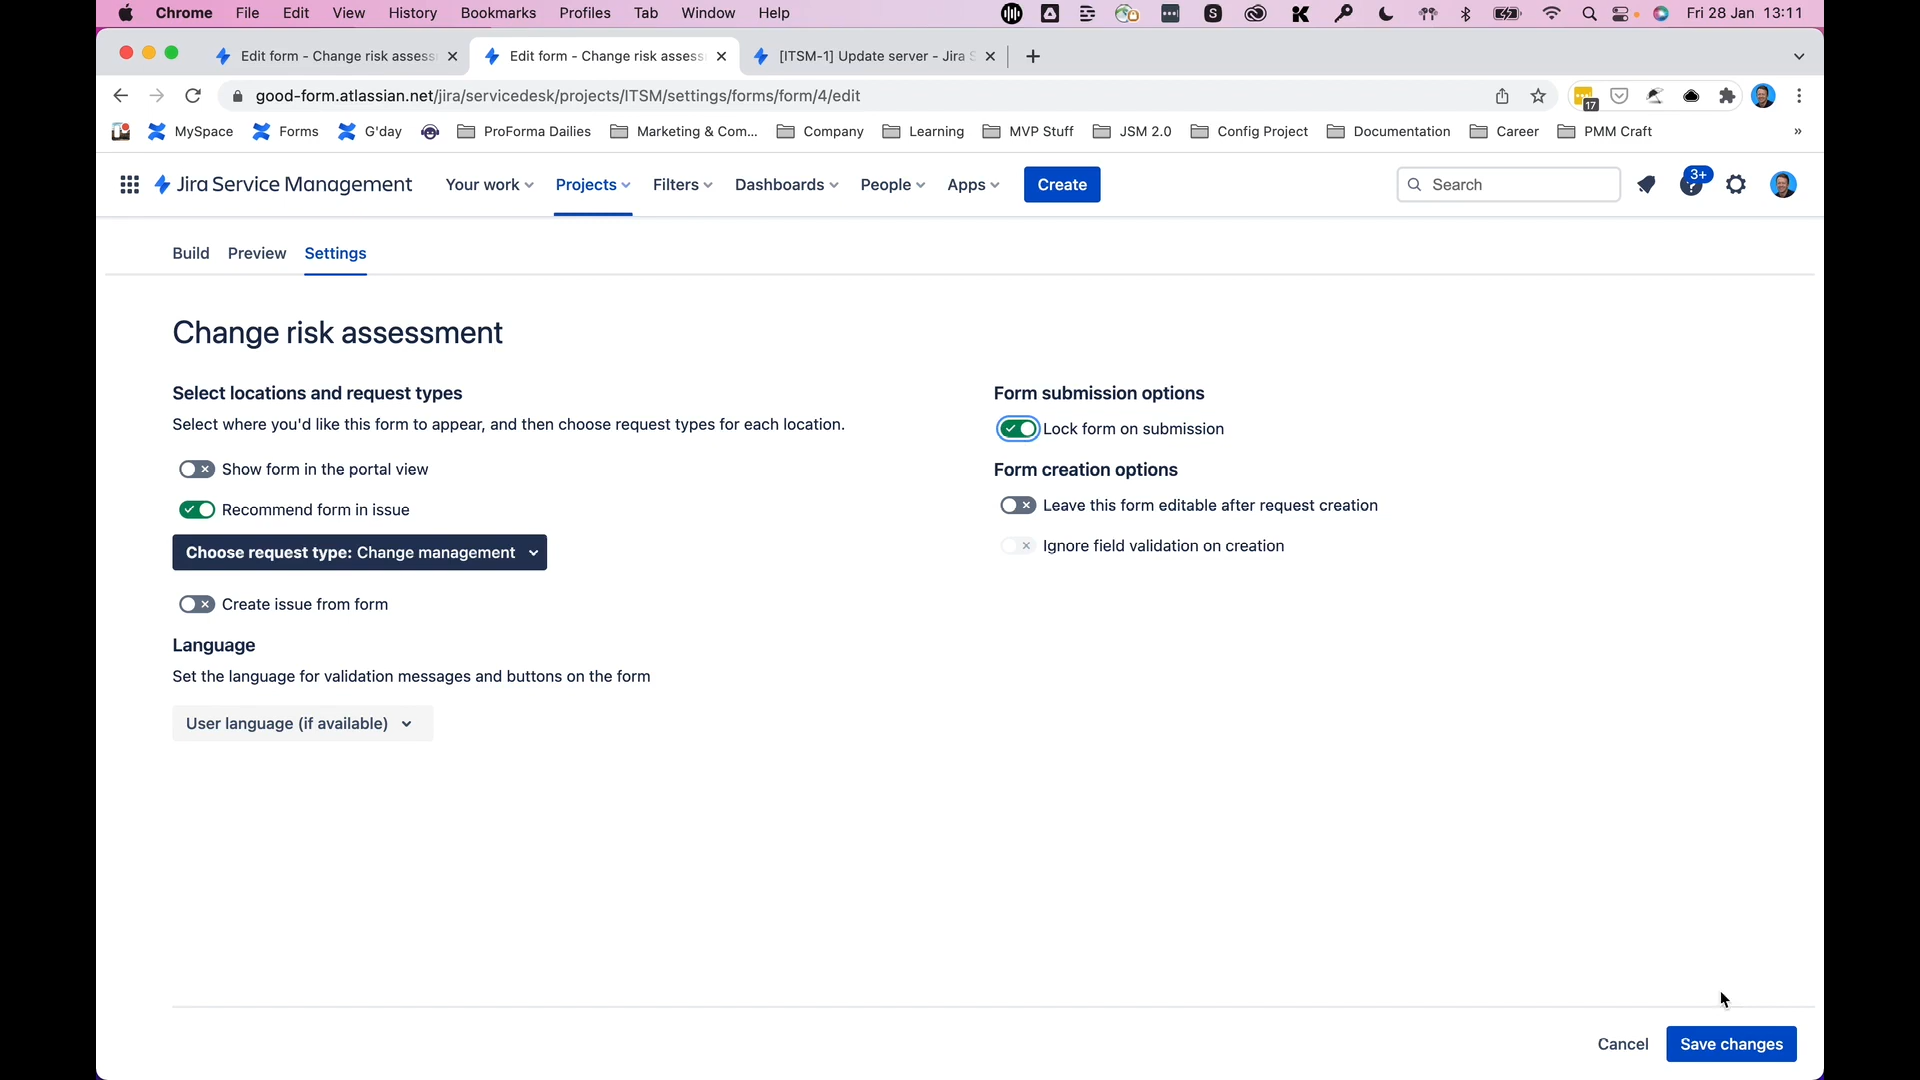 Chrome File Edit View History Bookmarks Profiles Tab Window Help Fri 28 Jan 13:11
Edit form - Change risk assess Edit form - Change risk assess [ITSM-1] Update server - Jira S
good-form.atlassian.net/jira/servicedesk/projects/ITSM/settings/forms/form/4/edit 17
MySpace Forms G'day ProForma Dailies Marketing & Com... Company Learning MVP Stuff JSM 2.0 Config Project Documentation Career PMM Craft »
Jira Service Management Your work Projects Filters Dashboards People Apps Create Search 3+
Build Preview Settings
Change risk assessment
Select locations and request types
Select where you'd like this form to appear, and then choose request types for each location.
Show form in the portal view
Recommend form in issue
Choose request type: Change management
Create issue from form
Language
Set the language for validation messages and buttons on the form
User language (if available)
Form submission options
Lock form on submission
Form creation options
Leave this form editable after request creation
Ignore field validation on creation
Cancel Save changes